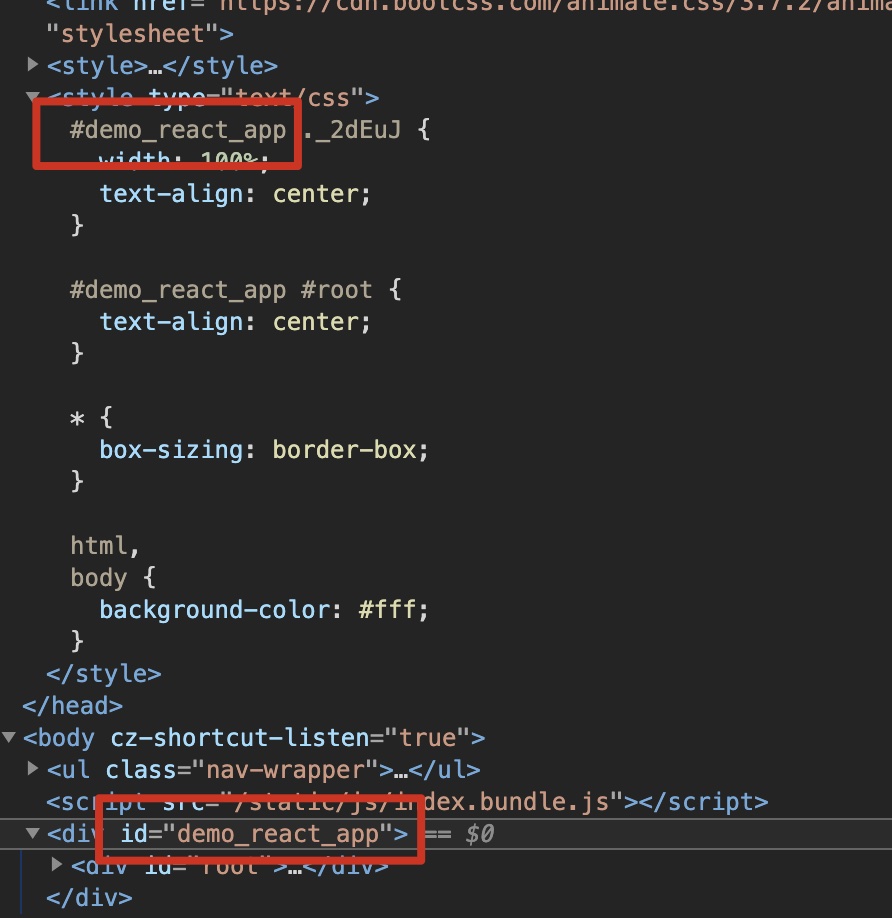 <link href="https://cdn.bootcss.com/animate.css/3.7.2/anima
"stylesheet">
<style>…</style>
<style type="text/css">
#demo_react_app ._2dEuJ {
width: 100%;
text-align: center;
}
#demo_react_app #root {
text-align: center;
}
* {
box-sizing: border-box;
}
html,
body {
background-color: #fff;
}
</style>
</head>
<body cz-shortcut-listen="true">
<ul class="nav-wrapper">…</ul>
<script src="/static/js/index.bundle.js"></script>
<div id="demo_react_app"> == $0
<div id="root">…</div>
</div>